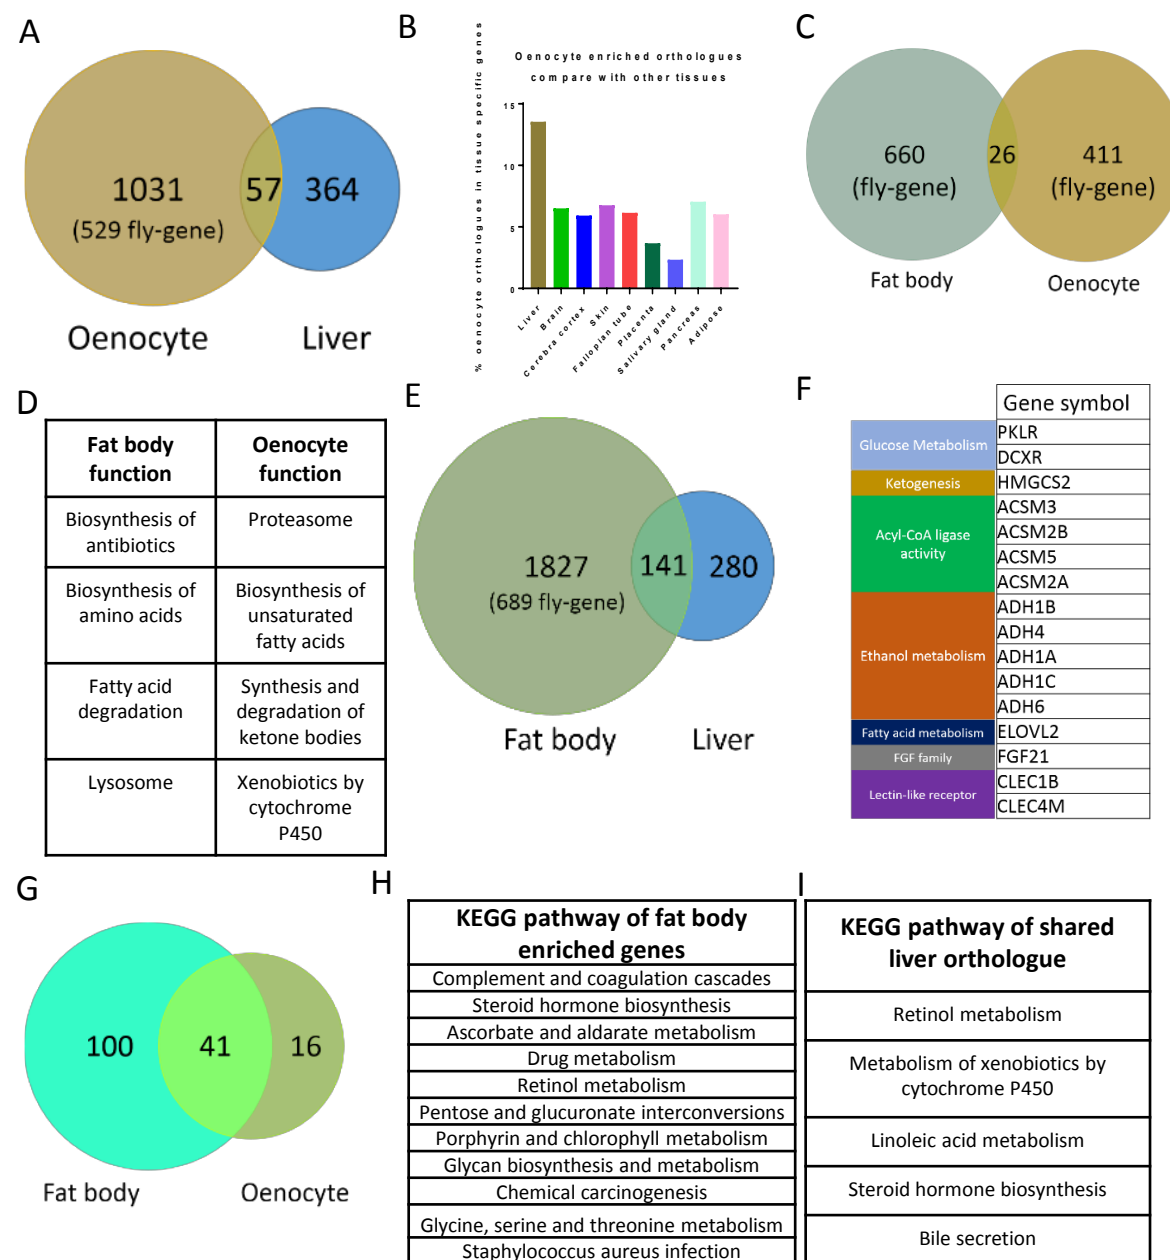 A
1031
(529 fly-gene)
57
364
Oenocyte
Liver
B
% oenocyte orthologues in tissue specific genes
Oenocyte enriched orthologues
compare with other tissues
15
10
5
0
Liver
Brain
Cerebra cortex
Skin
Fallopian tube
Placenta
Salivary gland
Pancreas
Adipose
C
660
(fly-gene)
26
411
(fly-gene)
Fat body
Oenocyte
D
Fat body
function
Oenocyte
function
Biosynthesis of
antibiotics
Proteasome
Biosynthesis of
amino acids
Biosynthesis of
unsaturated
fatty acids
Fatty acid
degradation
Synthesis and
degradation of
ketone bodies
Lysosome
Xenobiotics by
cytochrome
P450
E
1827
(689 fly-gene)
141
280
Fat body
Liver
F
Gene symbol
Glucose Metabolism
PKLR
DCXR
Ketogenesis
HMGCS2
Acyl-CoA ligase
activity
ACSM3
ACSM2B
ACSM5
ACSM2A
Ethanol metabolism
ADH1B
ADH4
ADH1A
ADH1C
ADH6
Fatty acid metabolism
ELOVL2
FGF family
FGF21
Lectin-like receptor
CLEC1B
CLEC4M
G
100
41
16
Fat body
Oenocyte
H
KEGG pathway of fat body
enriched genes
Complement and coagulation cascades
Steroid hormone biosynthesis
Ascorbate and aldarate metabolism
Drug metabolism
Retinol metabolism
Pentose and glucuronate interconversions
Porphyrin and chlorophyll metabolism
Glycan biosynthesis and metabolism
Chemical carcinogenesis
Glycine, serine and threonine metabolism
Staphylococcus aureus infection
I
KEGG pathway of shared
liver orthologue
Retinol metabolism
Metabolism of xenobiotics by
cytochrome P450
Linoleic acid metabolism
Steroid hormone biosynthesis
Bile secretion